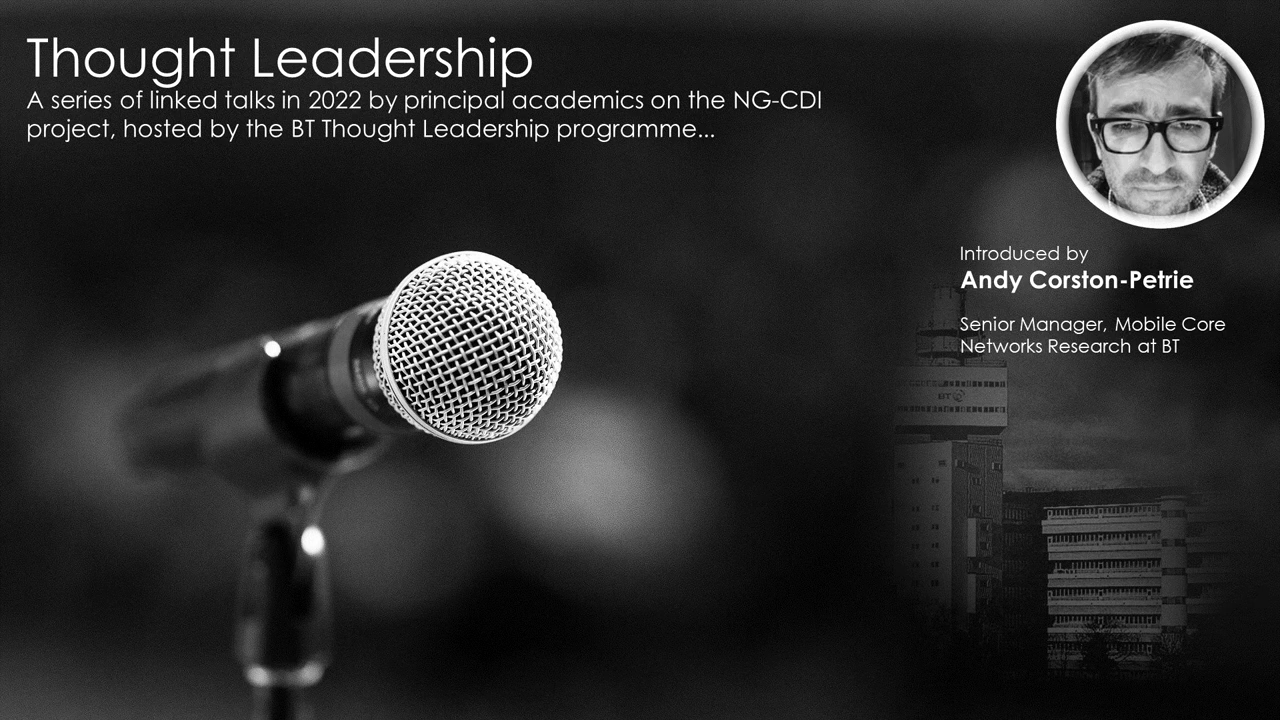 Thought Leadership
A series of linked talks in 2022 by principal academics on the NG-CDI
project, hosted by the BT Thought Leadership programme...
Introduced by
Andy Corston-Petrie
Senior Manager, Mobile Core
Networks Research at BT
BT